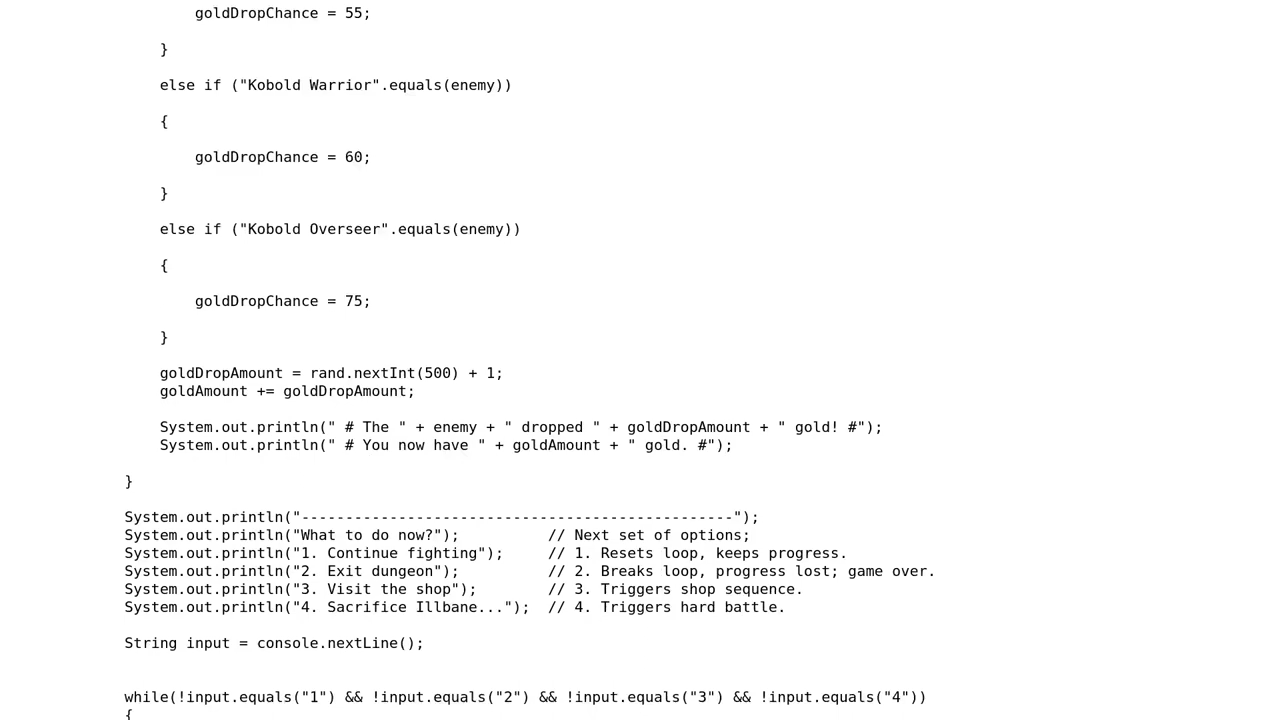 goldDropChance = 55;
}
else if ("Kobold Warrior".equals(enemy))
{
goldDropChance = 60;
}
else if ("Kobold Overseer".equals(enemy))
{
goldDropChance = 75;
}
goldDropAmount = rand.nextInt(500) + 1;
goldAmount += goldDropAmount;
System.out.println(" # The " + enemy + " dropped " + goldDropAmount + " gold! #");
System.out.println(" # You now have " + goldAmount + " gold. #");
}
System.out.println("-------------------------------------------------");
System.out.println("What to do now?");          // Next set of options;
System.out.println("1. Continue fighting");     // 1. Resets loop, keeps progress.
System.out.println("2. Exit dungeon");          // 2. Breaks loop, progress lost; game over.
System.out.println("3. Visit the shop");        // 3. Triggers shop sequence.
System.out.println("4. Sacrifice Illbane...");  // 4. Triggers hard battle.
String input = console.nextLine();
while(!input.equals("1") && !input.equals("2") && !input.equals("3") && !input.equals("4"))
{